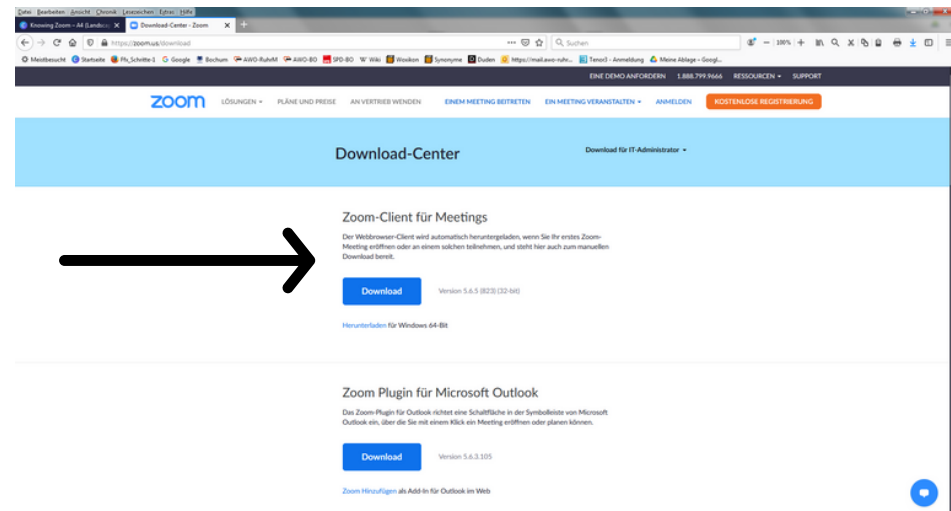 Datei Bearbeiten Ansicht Chronik Lesezeichen Extras Hilfe
Knowing Zoom – A4 (Landsc X Download-Center - Zoom X +
https://zoom.us/download Suchen 100%
Meistbesucht Startseite Google Bochum AWO-RuhrM AWO-BO SPD-BO Wiki Woxikon Synonyme Duden Tenor3 - Anmeldung Meine Ablage – Googl...
EINE DEMO ANFORDERN 1.888.799.9666 RESSOURCEN SUPPORT
zoom LÖSUNGEN PLÄNE UND PREISE AN VERTRIEB WENDEN EINEM MEETING BEITRETEN EIN MEETING VERANSTALTEN ANMELDEN KOSTENLOSE REGISTRIERUNG
Download-Center Download für IT-Administrator
Zoom-Client für Meetings
Der Webbrowser-Client wird automatisch heruntergeladen, wenn Sie Ihr erstes Zoom-
Meeting eröffnen oder an einem solchen teilnehmen, und steht hier auch zum manuellen
Download bereit.
Download Version 5.6.5 (823) (32-bit)
Herunterladen für Windows 64-Bit
Zoom Plugin für Microsoft Outlook
Das Zoom-Plugin für Outlook richtet eine Schaltfläche in der Symbolleiste von Microsoft
Outlook ein, über die Sie mit einem Klick ein Meeting eröffnen oder planen können.
Download Version 5.6.3.105
Zoom Hinzufügen als Add-In für Outlook im Web